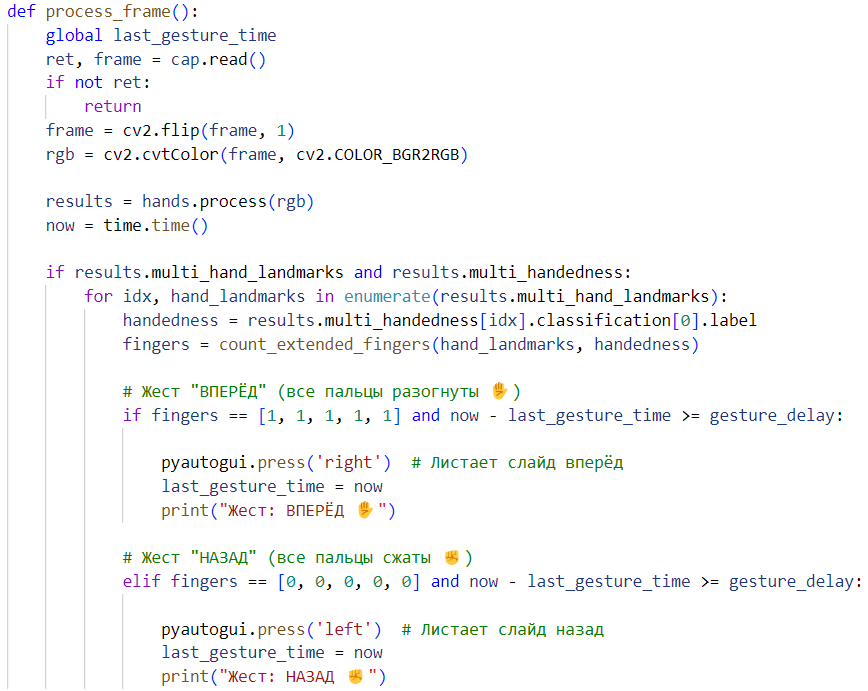 def process_frame():
    global last_gesture_time
    ret, frame = cap.read()
    if not ret:
        return
    frame = cv2.flip(frame, 1)
    rgb = cv2.cvtColor(frame, cv2.COLOR_BGR2RGB)

    results = hands.process(rgb)
    now = time.time()

    if results.multi_hand_landmarks and results.multi_handedness:
        for idx, hand_landmarks in enumerate(results.multi_hand_landmarks):
            handedness = results.multi_handedness[idx].classification[0].label
            fingers = count_extended_fingers(hand_landmarks, handedness)

            # Жест "ВПЕРЁД" (все пальцы разогнуты ✋)
            if fingers == [1, 1, 1, 1, 1] and now - last_gesture_time >= gesture_delay:

                pyautogui.press('right')  # Листает слайд вперёд
                last_gesture_time = now
                print("Жест: ВПЕРЁД ✋")

            # Жест "НАЗАД" (все пальцы сжаты ✊)
            elif fingers == [0, 0, 0, 0, 0] and now - last_gesture_time >= gesture_delay:

                pyautogui.press('left')  # Листает слайд назад
                last_gesture_time = now
                print("Жест: НАЗАД ✊")